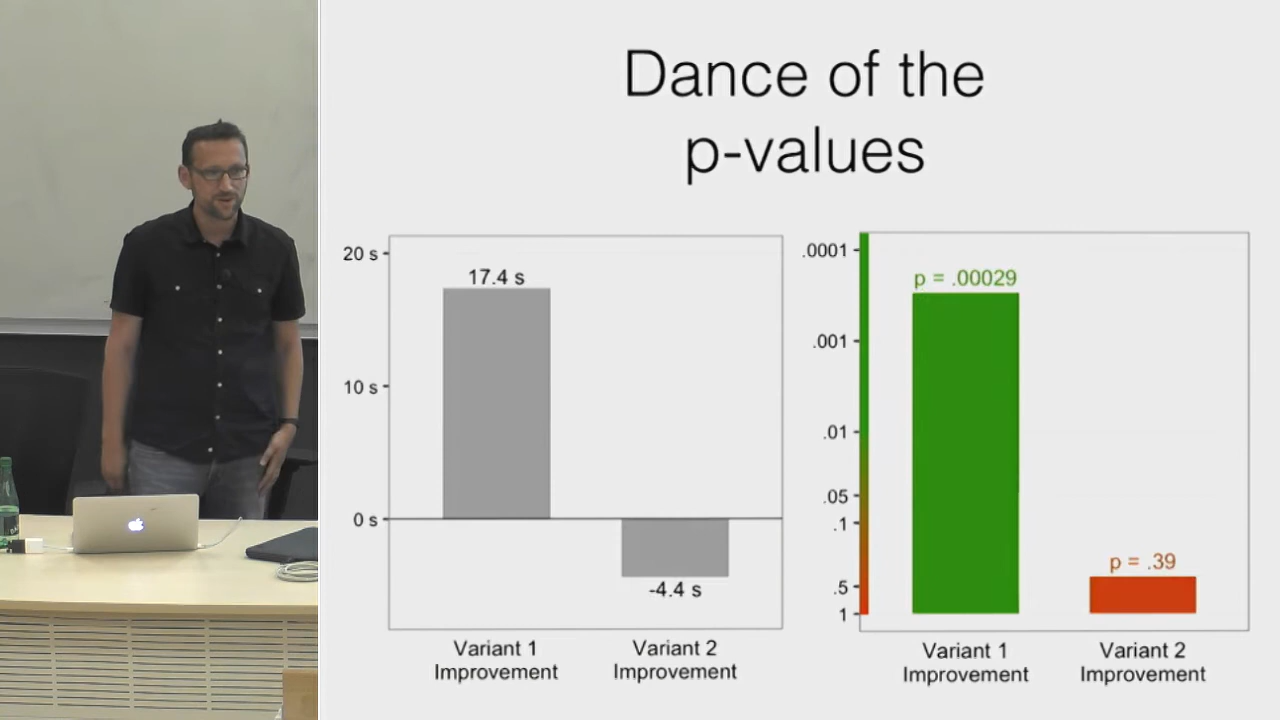 Dance of the
p-values
20 s
10 s
0 s
17.4 s
-4.4 s
Variant 1
Improvement
Variant 2
Improvement
.0001
.001
.01
.05
.1
.5
1
p = .00029
p = .39
Variant 1
Improvement
Variant 2
Improvement